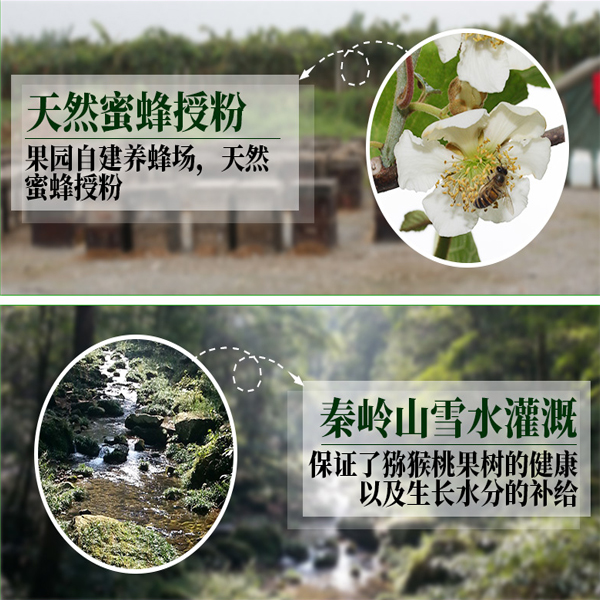 天然蜜蜂授粉
果园自建养蜂场，天然
蜜蜂授粉
秦岭山雪水灌溉
保证了猕猴桃果树的健康
以及生长水分的补给